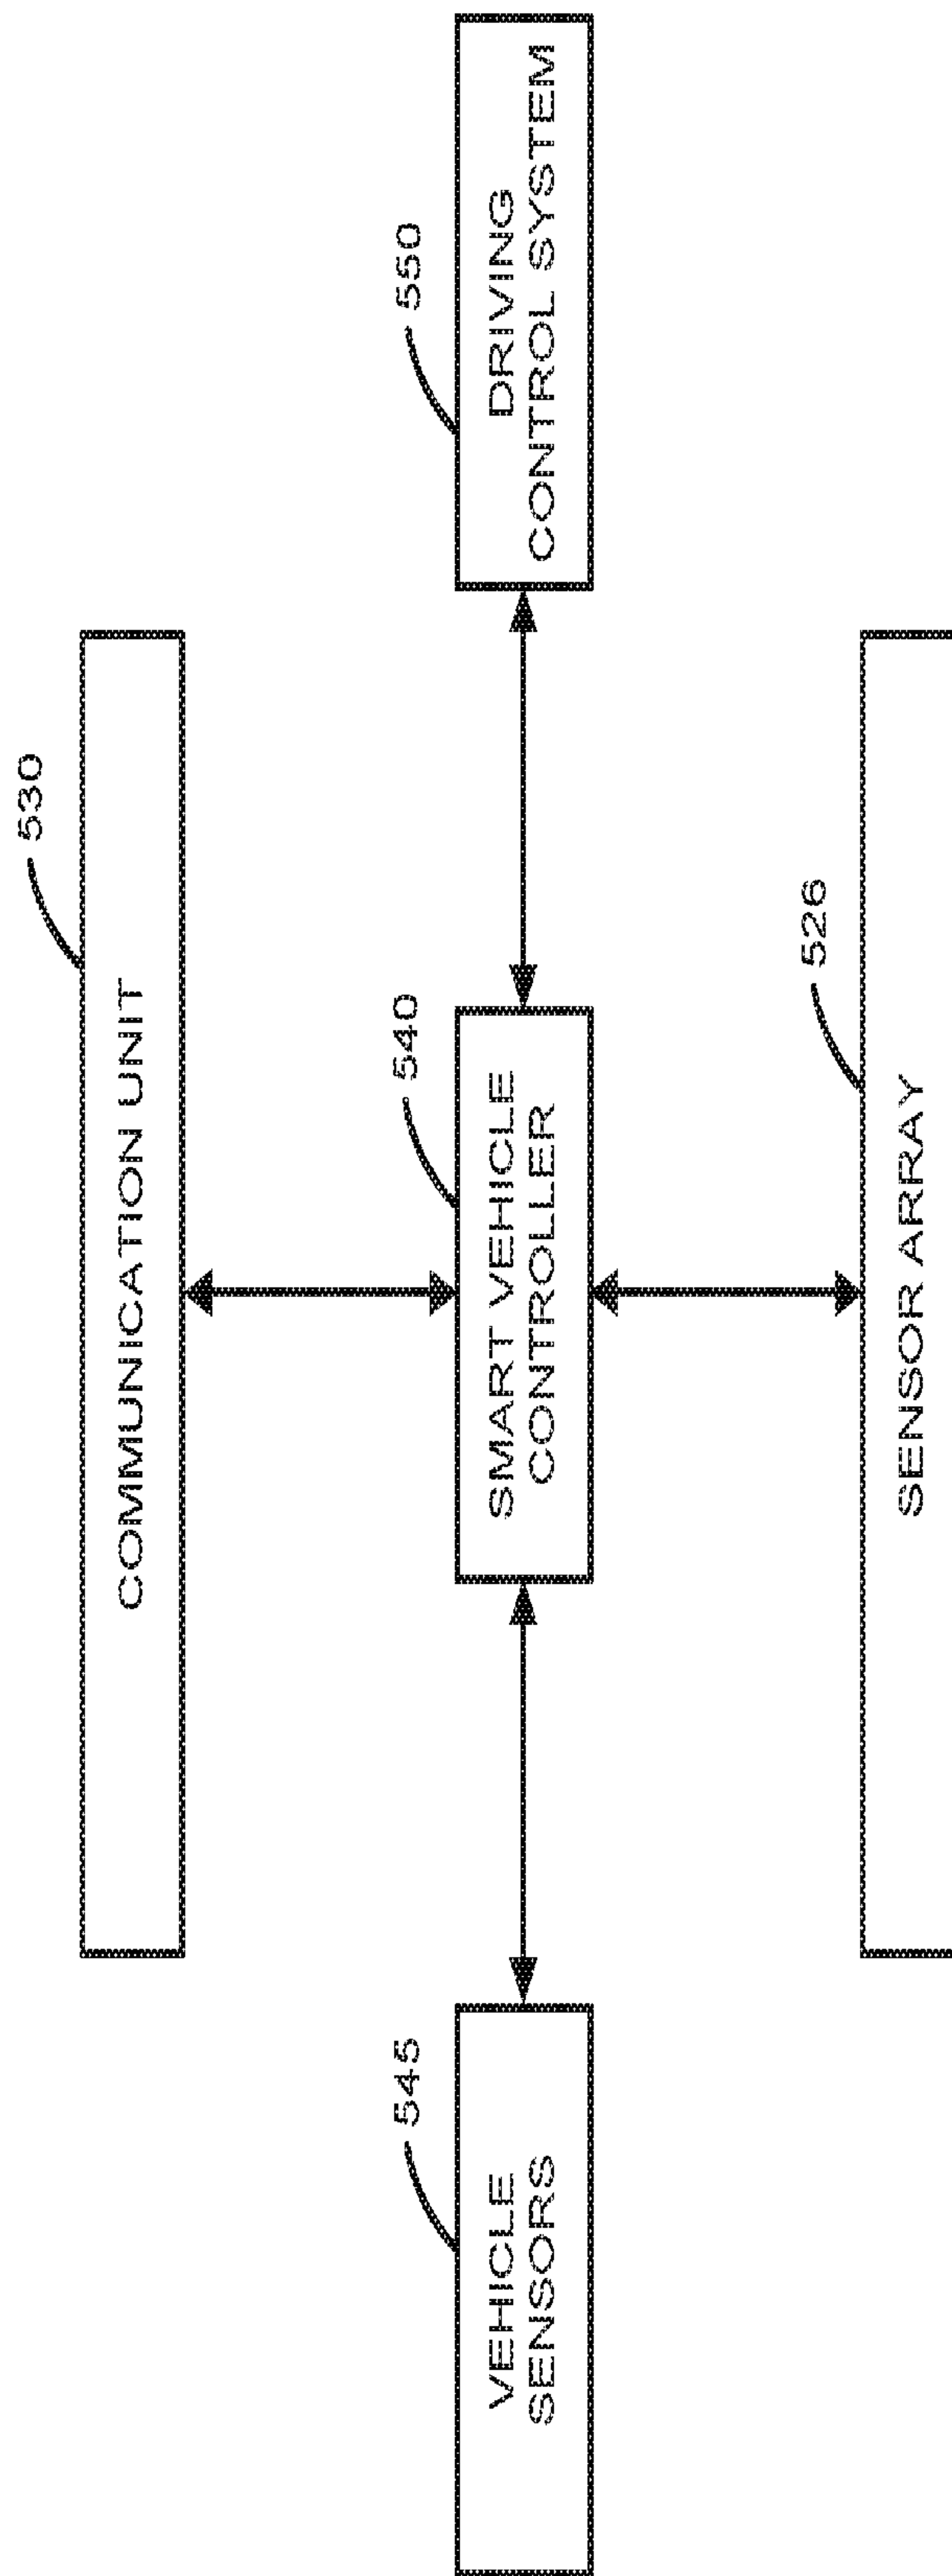 530
COMMUNICATION UNIT
545
VEHICLE
SENSORS
540
SMART VEHICLE
CONTROLLER
550
DRIVING
CONTROL SYSTEM
526
SENSOR ARRAY